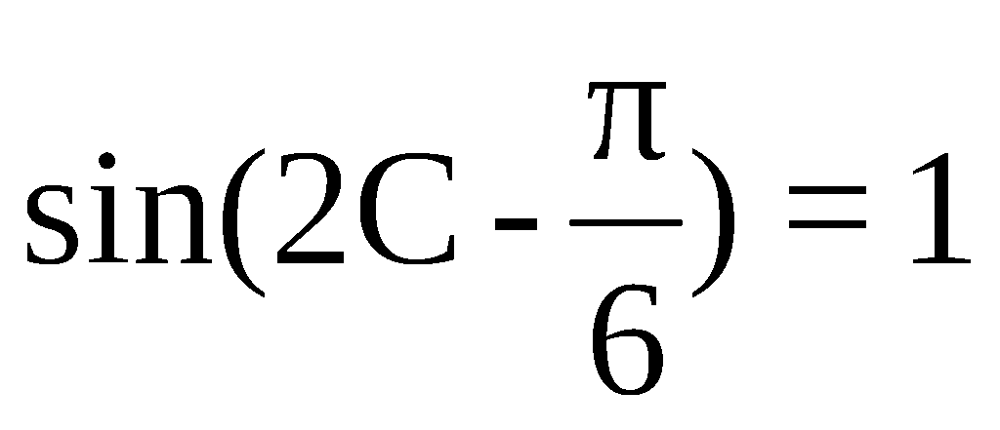 sin(2C - π/6) = 1